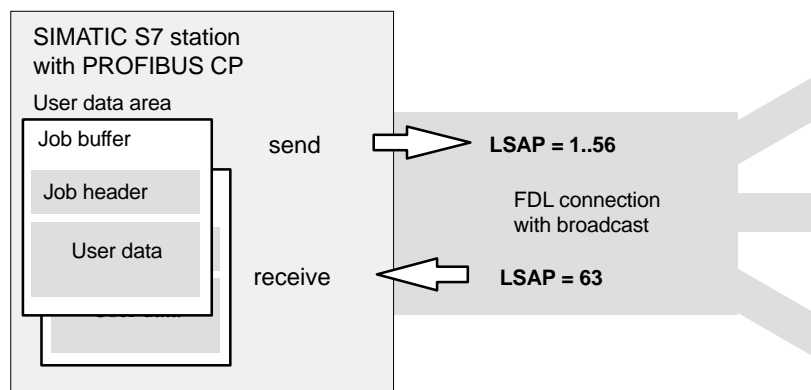 SIMATIC S7 station
with PROFIBUS CP
User data area
Job buffer
Job header
User data
send
receive
LSAP = 1..56
FDL connection
with broadcast
LSAP = 63